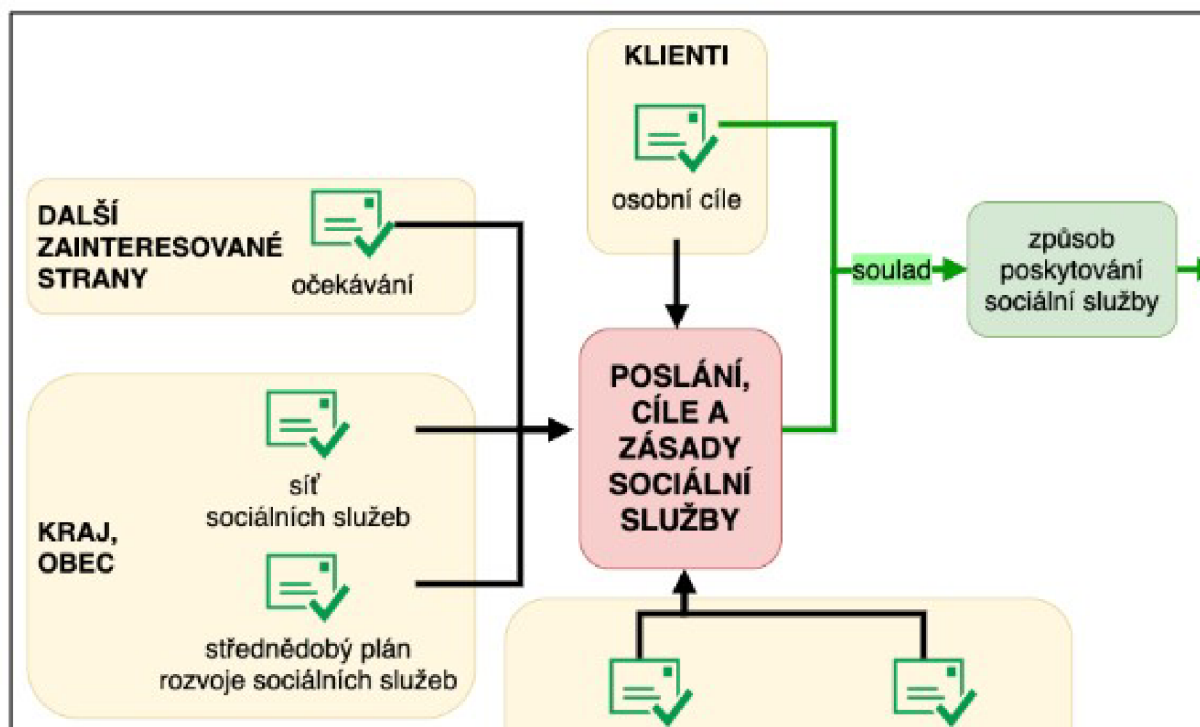 KLIENTI
osobní cíle
DALŠÍ
ZAINTERESOVANÉ
STRANY
očekávání
soulad
způsob
poskytování
sociální služby
POSLÁNÍ,
CÍLE A
ZÁSADY
SOCIÁLNÍ
SLUŽBY
KRAJ,
OBEC
síť
sociálních služeb
střednědobý plán
rozvoje sociálních služeb